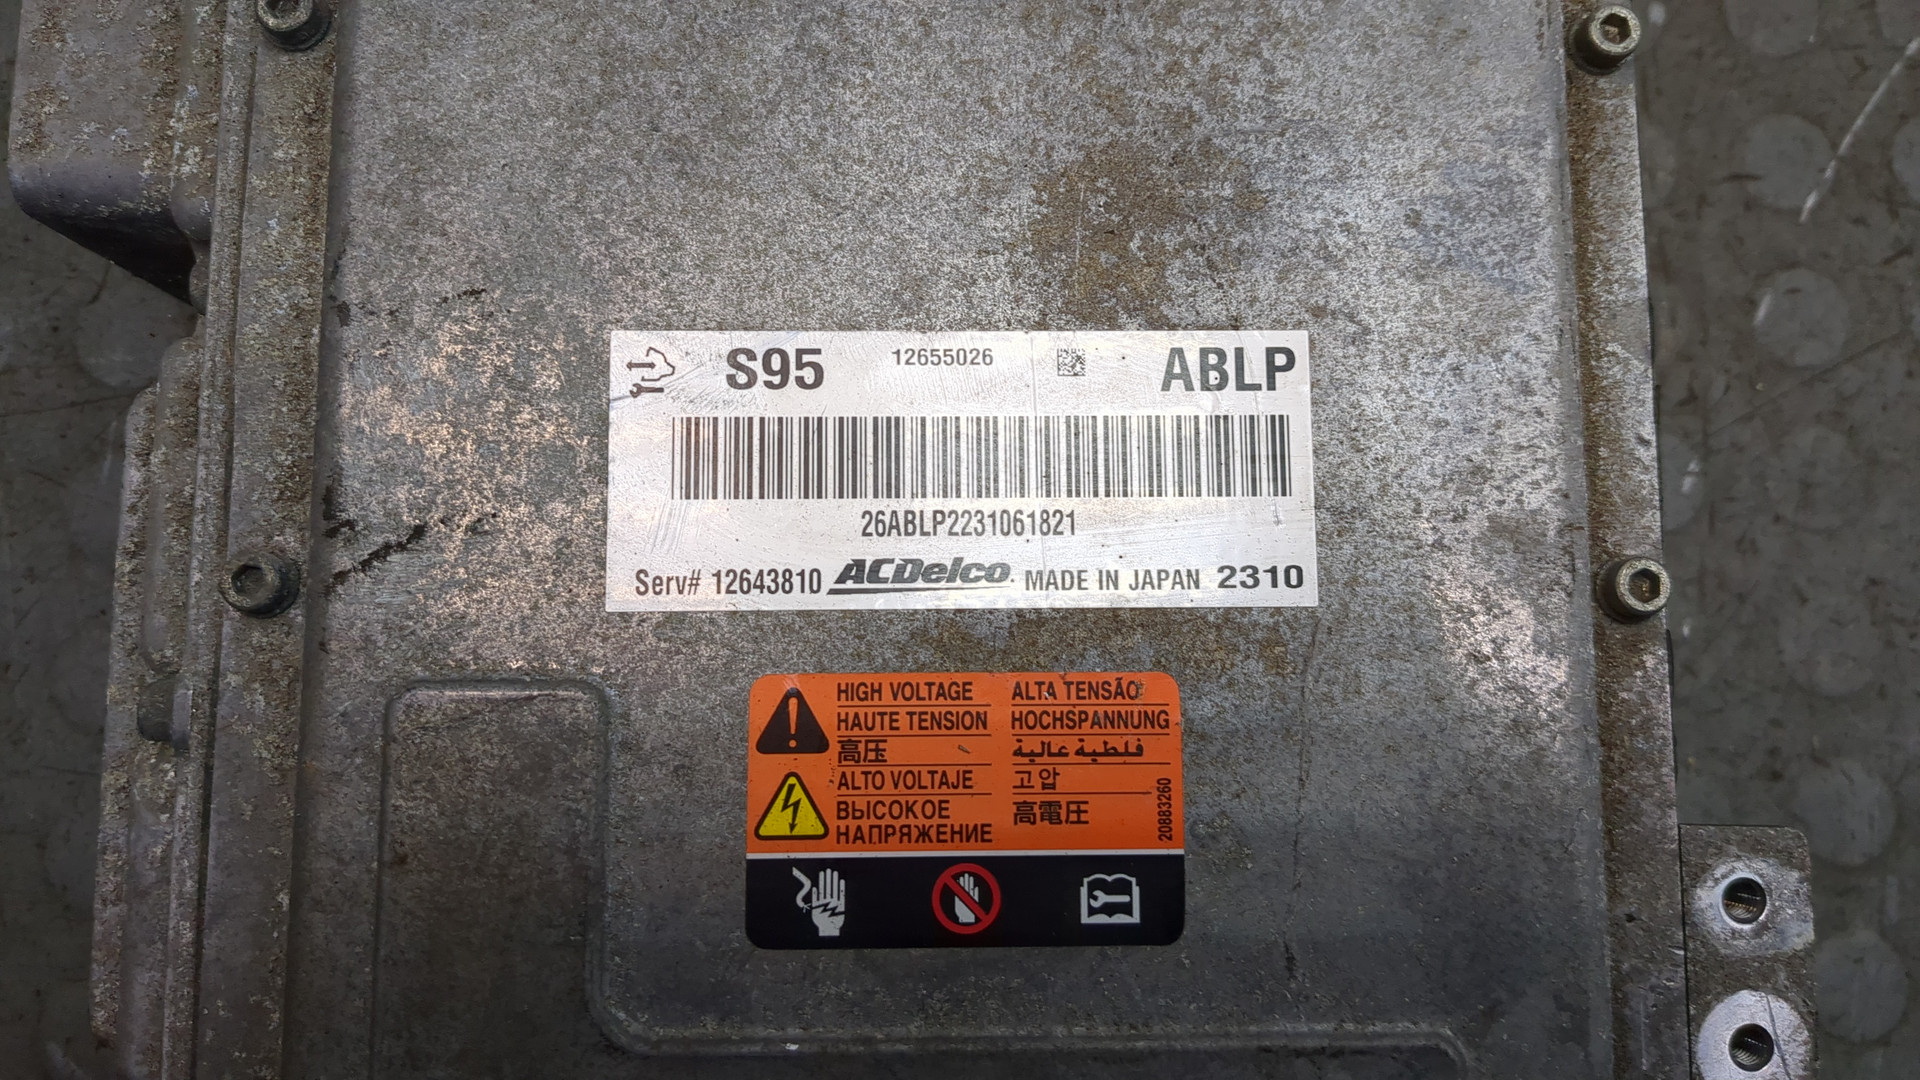 S95 12655026 ABLP
26ABLP2231061821
Serv# 12643810 ACDelco. MADE IN JAPAN 2310
HIGH VOLTAGE
HAUTE TENSION
高压
ALTO VOLTAJE
ВЫСОКОЕ
НАПРЯЖЕНИЕ
ALTA TENSÃO
HOCHSPANNUNG
فلطية عالية
고압
高電圧
20883260